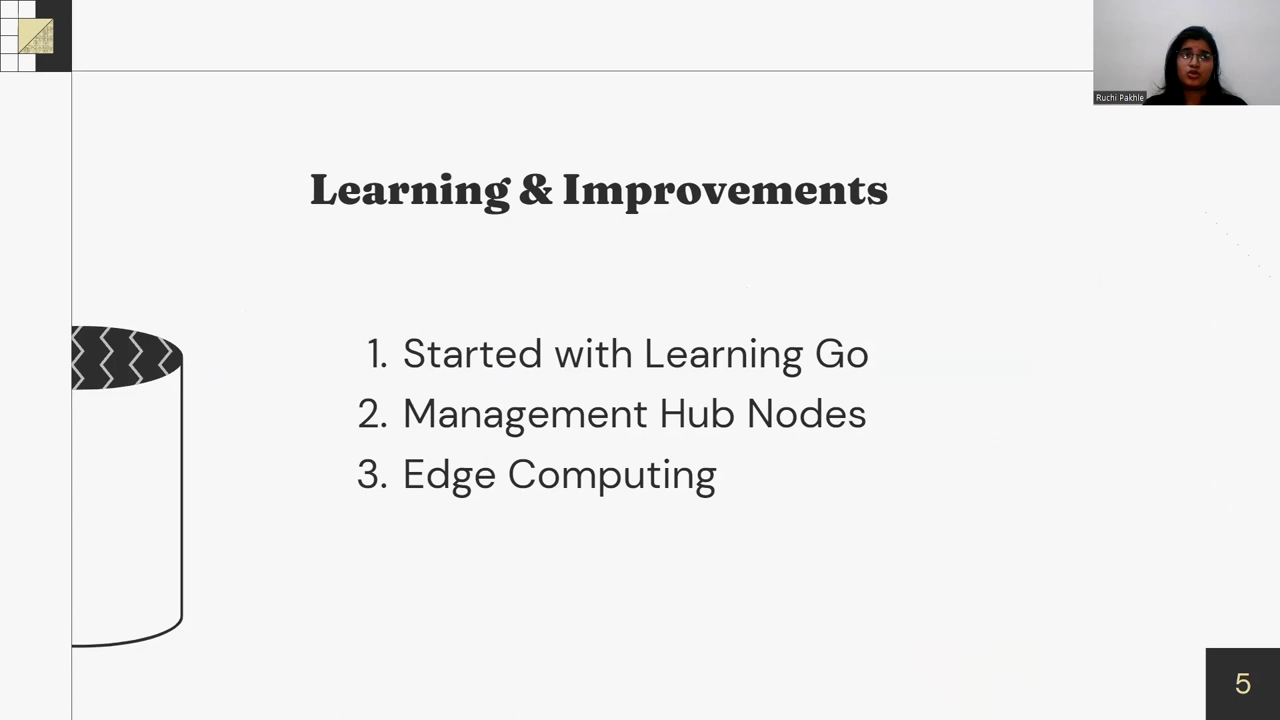 Ruchi Pakhle
Learning & Improvements
1. Started with Learning Go
2. Management Hub Nodes
3. Edge Computing
5